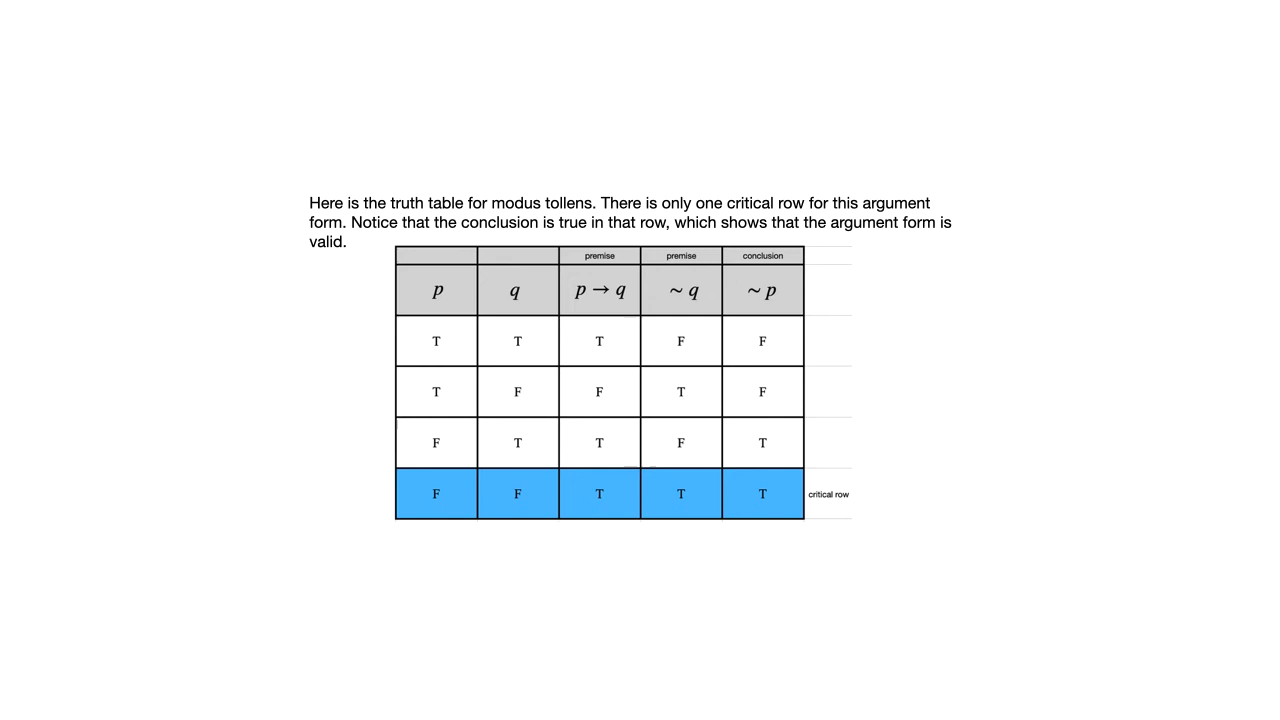 Here is the truth table for modus tollens. There is only one critical row for this argument
form. Notice that the conclusion is true in that row, which shows that the argument form is
valid.
premise premise conclusion
p q p → q ~ q ~ p
T T T F F
T F F T F
F T T F T
F F T T T critical row